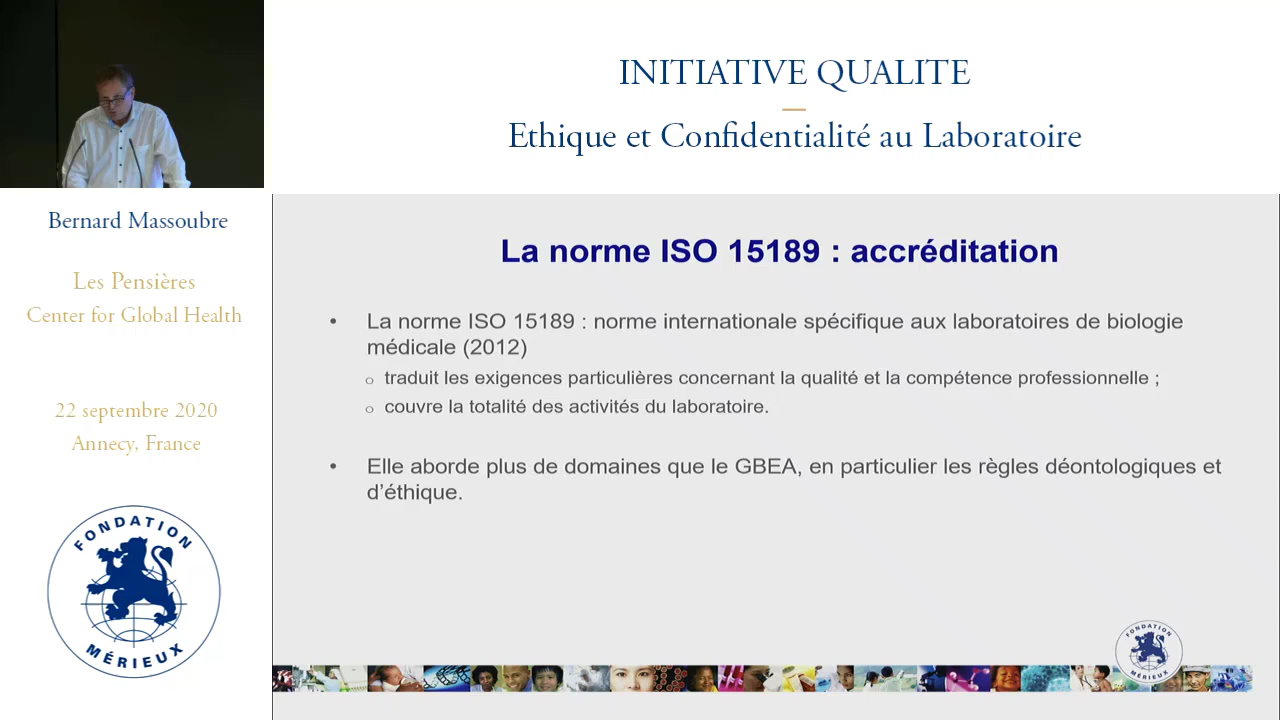 INITIATIVE QUALITE
Ethique et Confidentialité au Laboratoire
Bernard Massoubre
Les Pensières
Center for Global Health
22 septembre 2020
Annecy, France
FONDATION
MÉRIEUX
La norme ISO 15189 : accréditation
• La norme ISO 15189 : norme internationale spécifique aux laboratoires de biologie
médicale (2012)
o traduit les exigences particulières concernant la qualité et la compétence professionnelle ;
o couvre la totalité des activités du laboratoire.
• Elle aborde plus de domaines que le GBEA, en particulier les règles déontologiques et
d’éthique.
FONDATION
MÉRIEUX